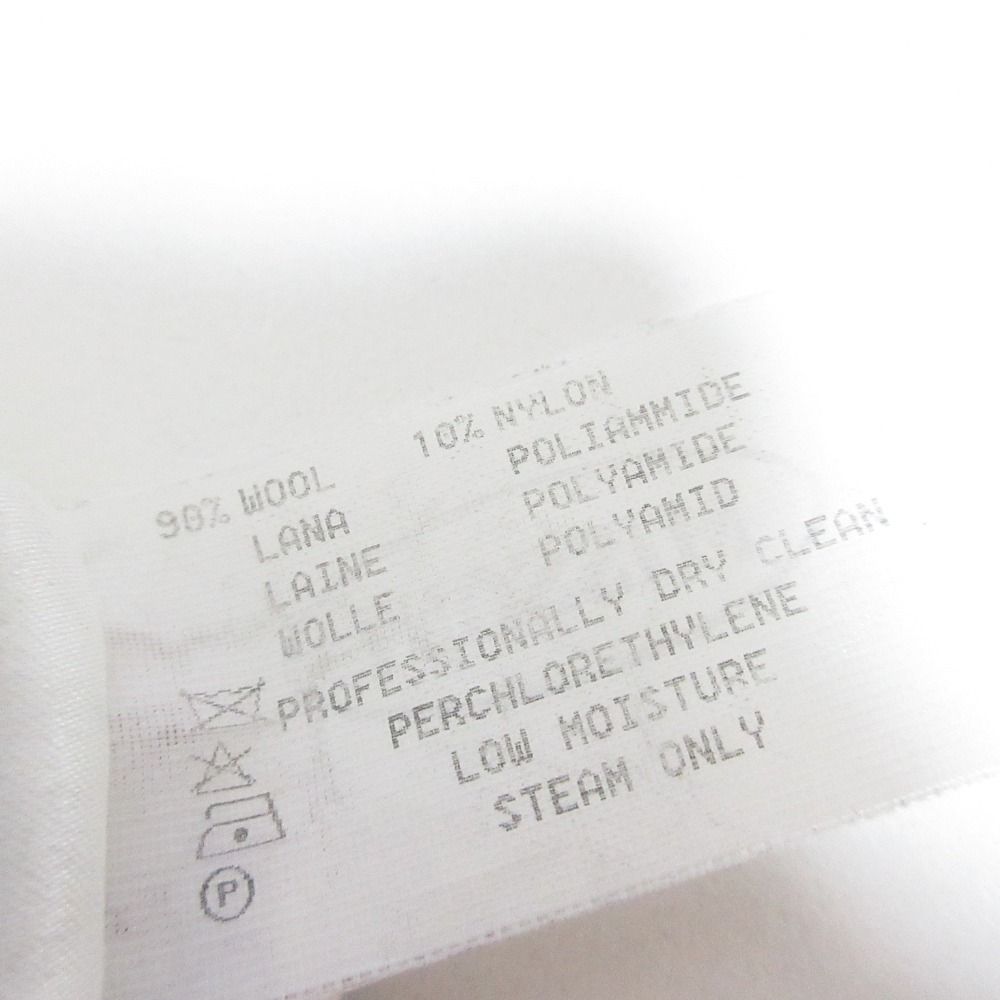 90% WOOL 10% NYLON
LANA POLIAMMIDE
LAINE POLYAMIDE
WOLLE POLYAMID
PROFESSIONALLY DRY CLEAN
PERCHLORETHYLENE
LOW MOISTURE
STEAM ONLY
P